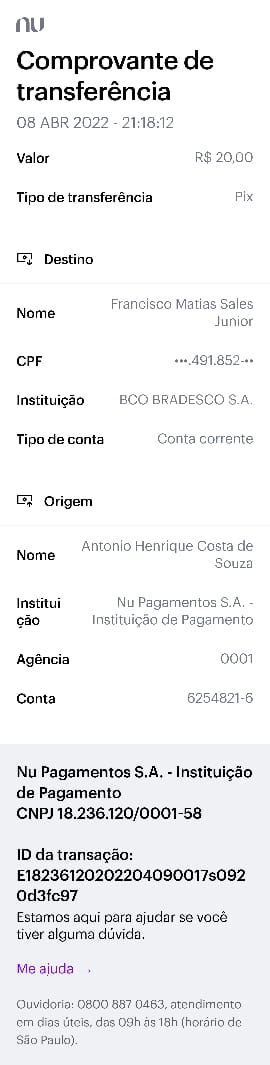 nu
Comprovante de
transferência
08 ABR 2022 - 21:18:12
Valor R$ 20,00
Tipo de transferência Pix
Destino
Nome Francisco Matias Sales
Junior
CPF •••.491.852-••
Instituição BCO BRADESCO S.A.
Tipo de conta Conta corrente
Origem
Nome Antonio Henrique Costa de
Souza
Institui Nu Pagamentos S.A. -
ção Instituição de Pagamento
Agência 0001
Conta 6254821-6
Nu Pagamentos S.A. - Instituição
de Pagamento
CNPJ 18.236.120/0001-58
ID da transação:
E18236120202204090017s092
0d3fc97
Estamos aqui para ajudar se você
tiver alguma dúvida.
Me ajuda →
Ouvidoria: 0800 887 0463, atendimento
em dias úteis, das 09h às 18h (horário de
São Paulo).